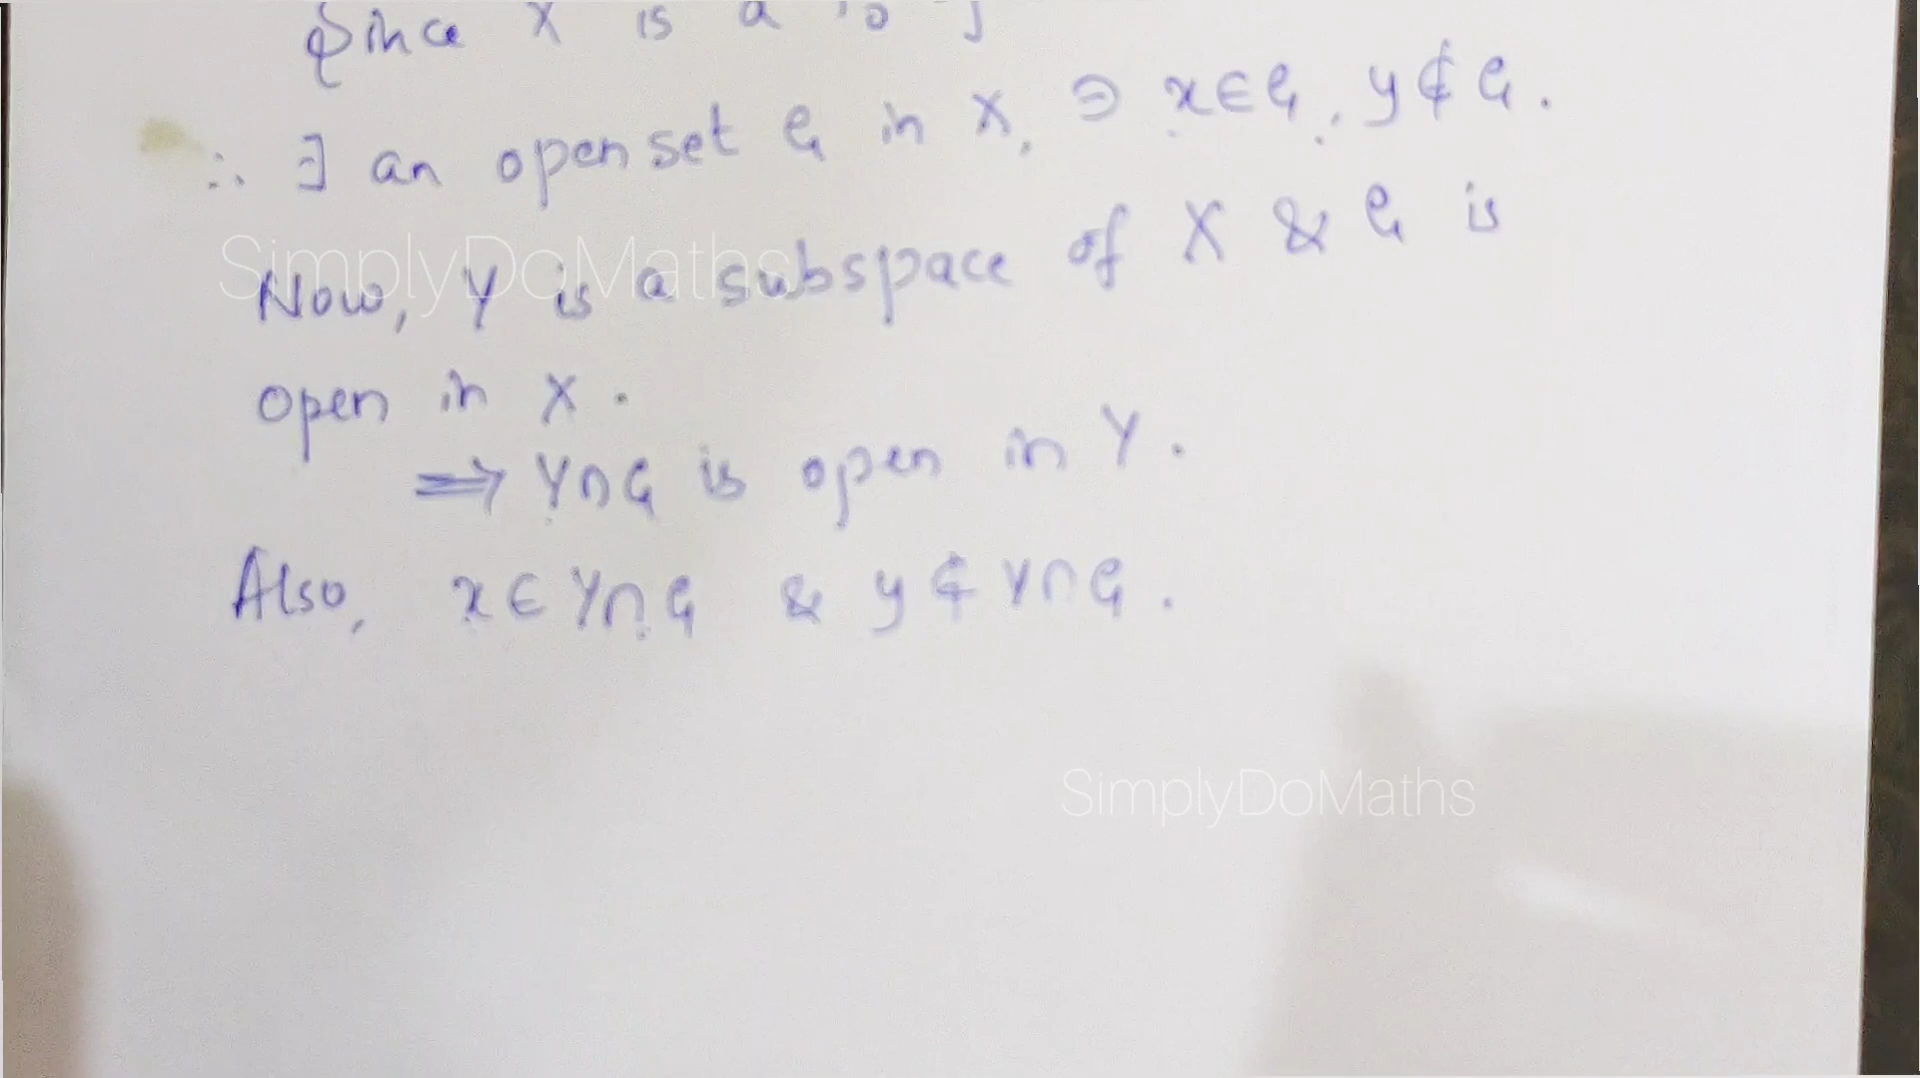 Since X is a T₀
∴ ∃ an open set G in X, ∋ x∈G, y∉G.
Now, Y is a subspace of X & G is
SimplyDoMaths
open in X.
⇒ Y∩G is open in Y.
Also, x∈Y∩G & y∉Y∩G.
SimplyDoMaths